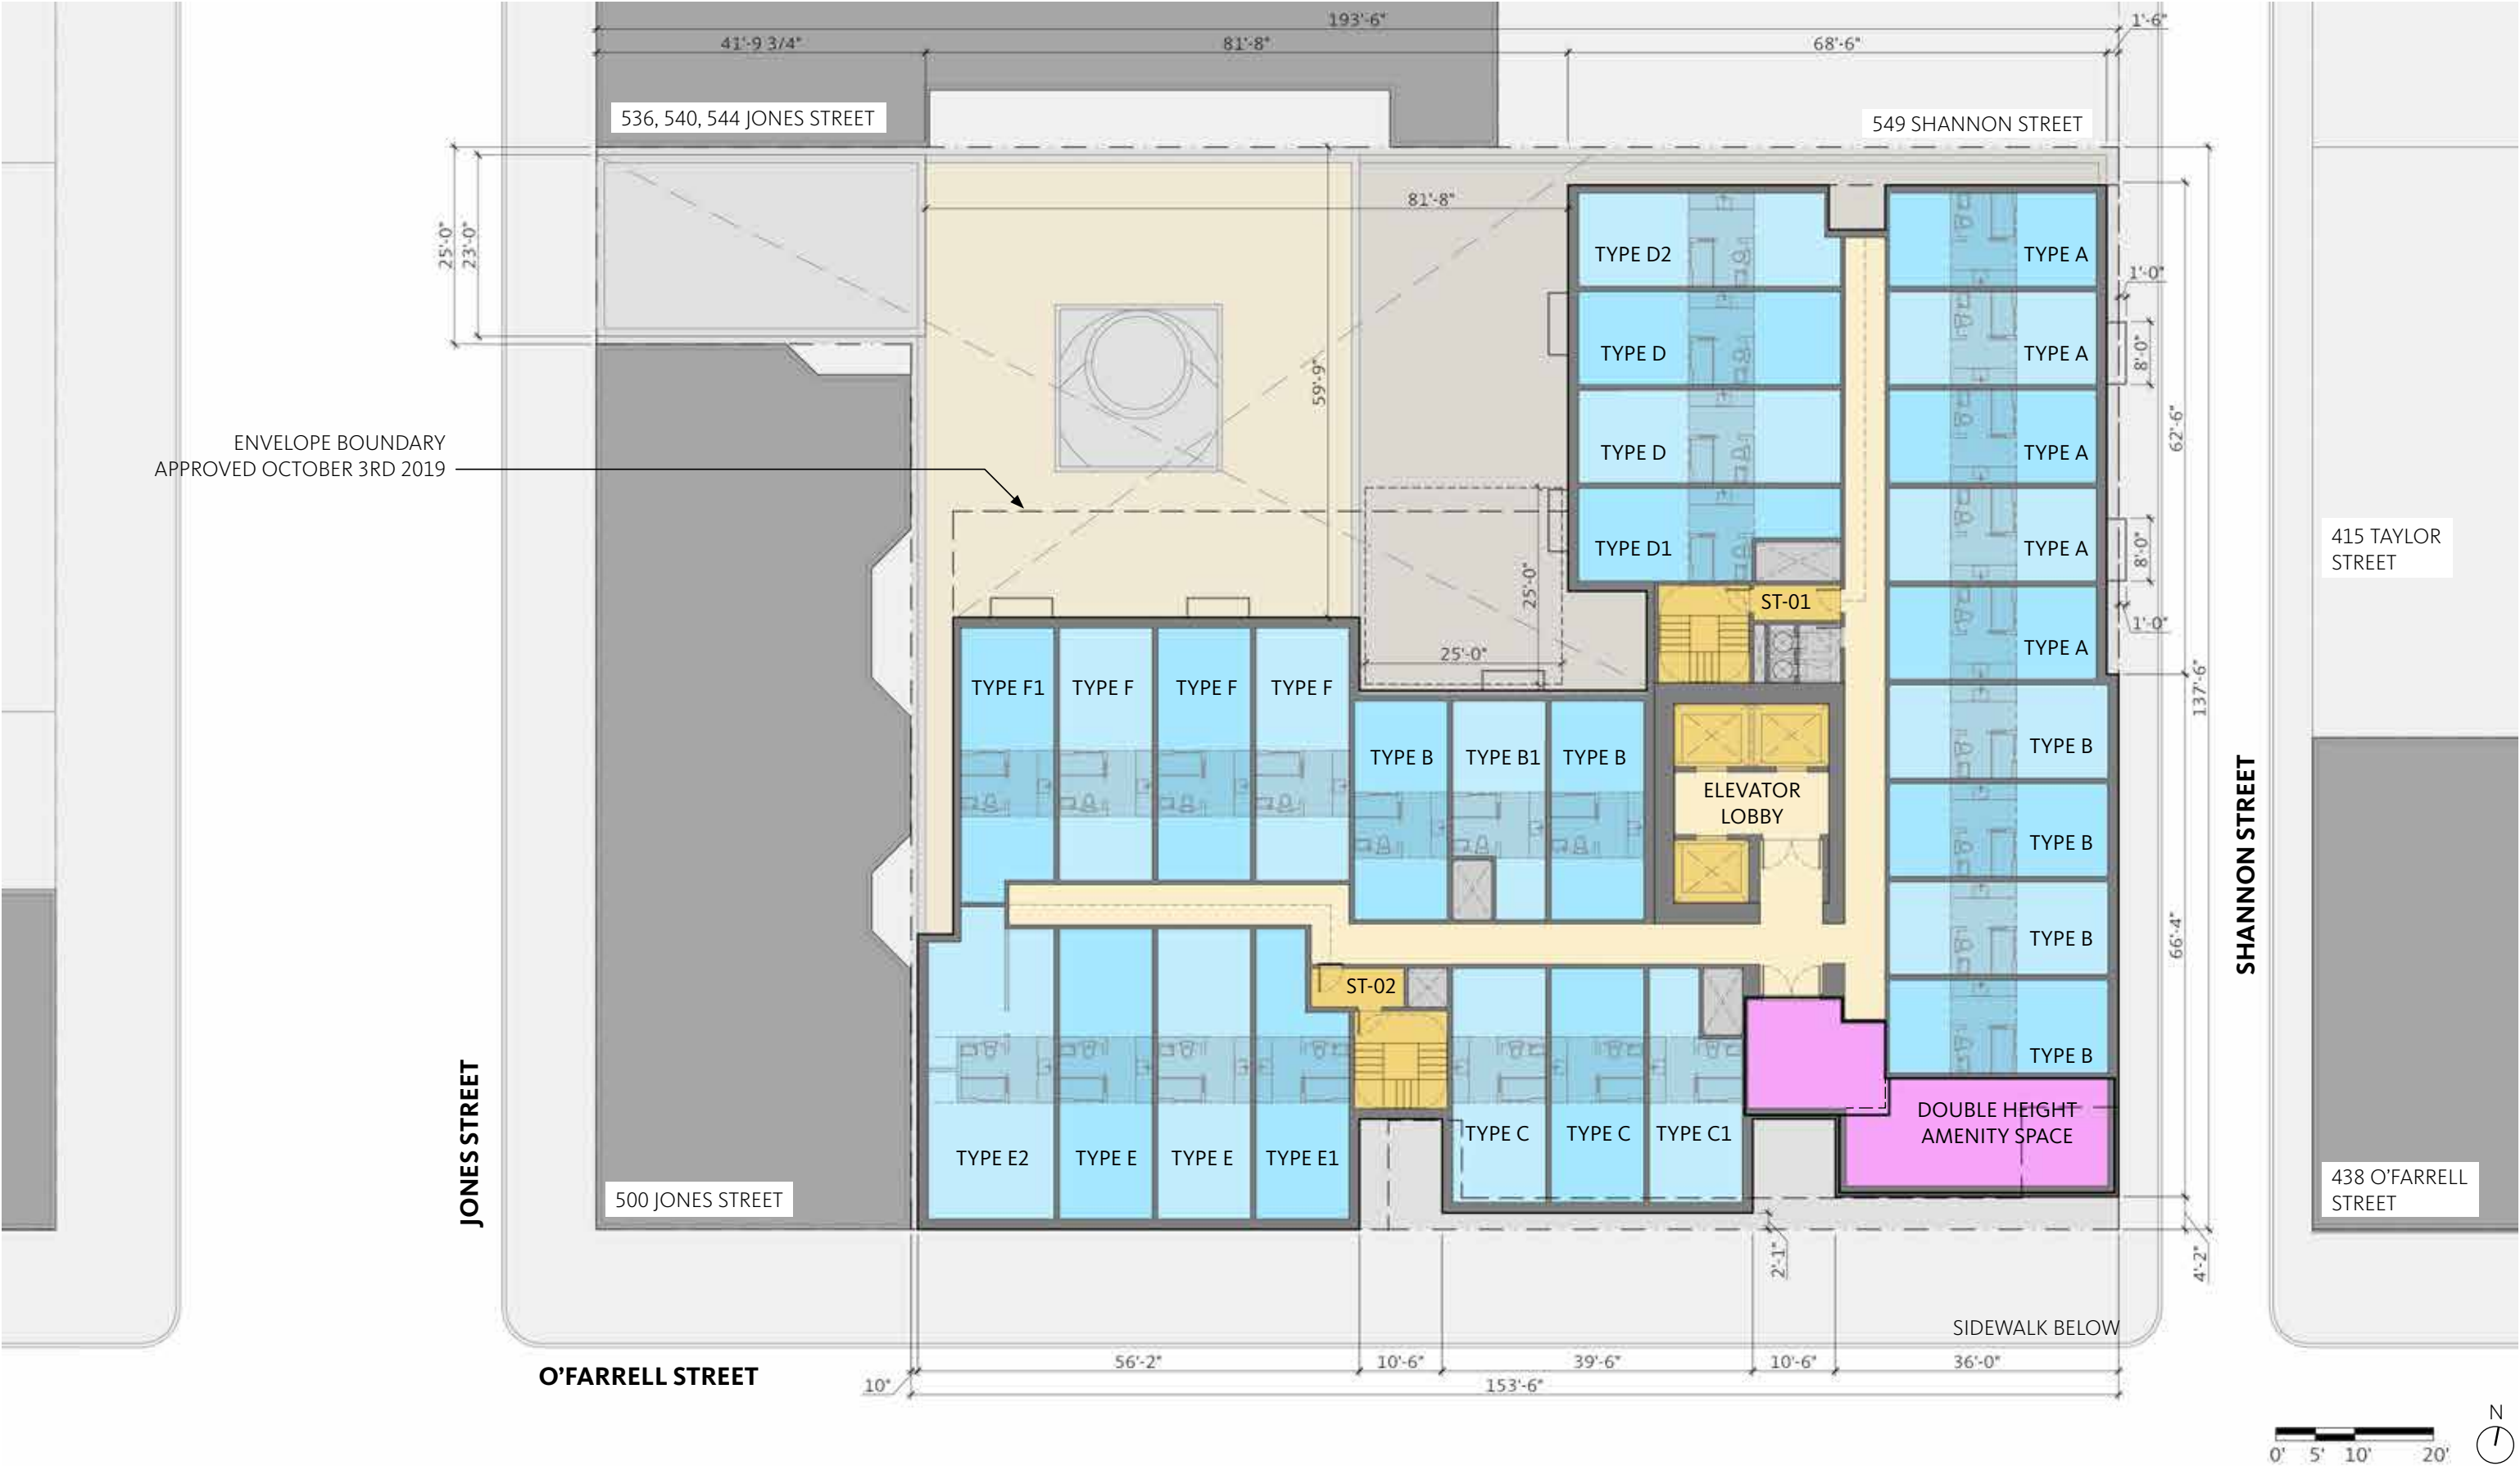 193'-6"
1'-6"
41'-9 3/4"
81'-8"
68'-6"
536, 540, 544 JONES STREET
549 SHANNON STREET
25'-0"
23'-0"
81'-8"
59'-9"
TYPE D2
TYPE A
1'-0"
TYPE D
TYPE A
8'-0"
ENVELOPE BOUNDARY
APPROVED OCTOBER 3RD 2019
TYPE D
TYPE A
62'-6"
415 TAYLOR
STREET
TYPE D1
TYPE A
8'-0"
25'-0"
25'-0"
ST-01
TYPE A
1'-0"
137'-6"
TYPE F1
TYPE F
TYPE F
TYPE F
TYPE B
TYPE B1
TYPE B
ELEVATOR
LOBBY
TYPE B
TYPE B
TYPE B
TYPE B
66'-4"
SHANNON STREET
ST-02
JONES STREET
500 JONES STREET
TYPE E2
TYPE E
TYPE E
TYPE E1
TYPE C
TYPE C
TYPE C1
DOUBLE HEIGHT
AMENITY SPACE
438 O'FARRELL
STREET
2'-1"
4'-2"
SIDEWALK BELOW
O'FARRELL STREET
56'-2"
10'-6"
39'-6"
10'-6"
36'-0"
10"
153'-6"
N
0' 5' 10' 20'